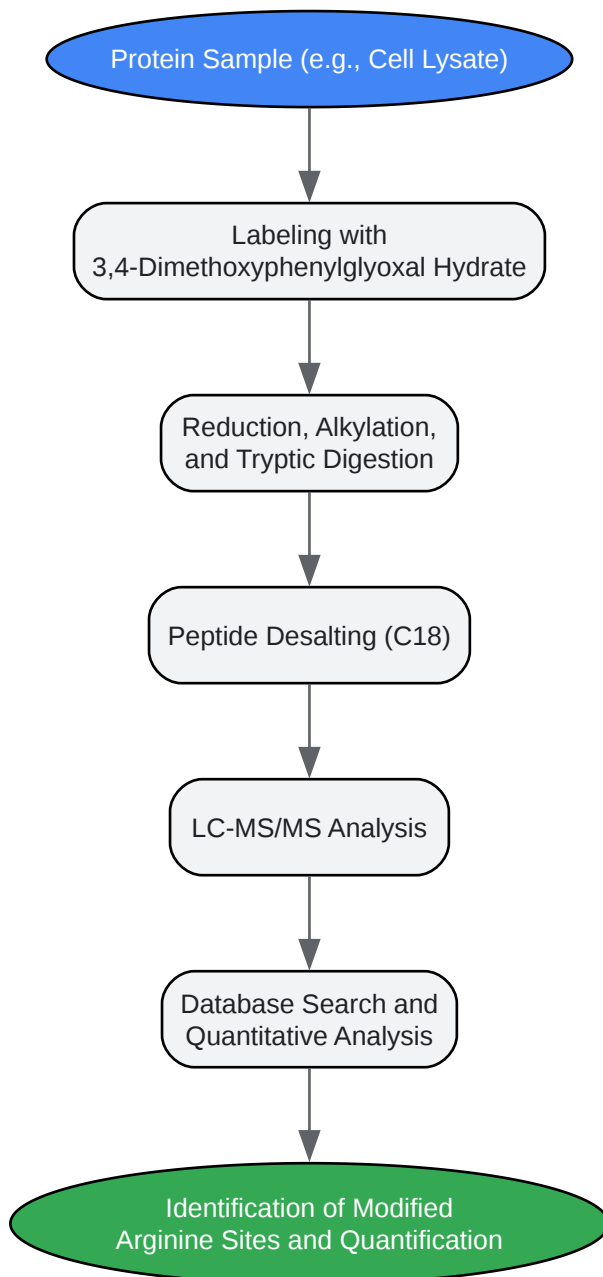 Protein Sample (e.g., Cell Lysate)
Labeling with
3,4-Dimethoxyphenylglyoxal Hydrate
Reduction, Alkylation,
and Tryptic Digestion
Peptide Desalting (C18)
LC-MS/MS Analysis
Database Search and
Quantitative Analysis
Identification of Modified
Arginine Sites and Quantification